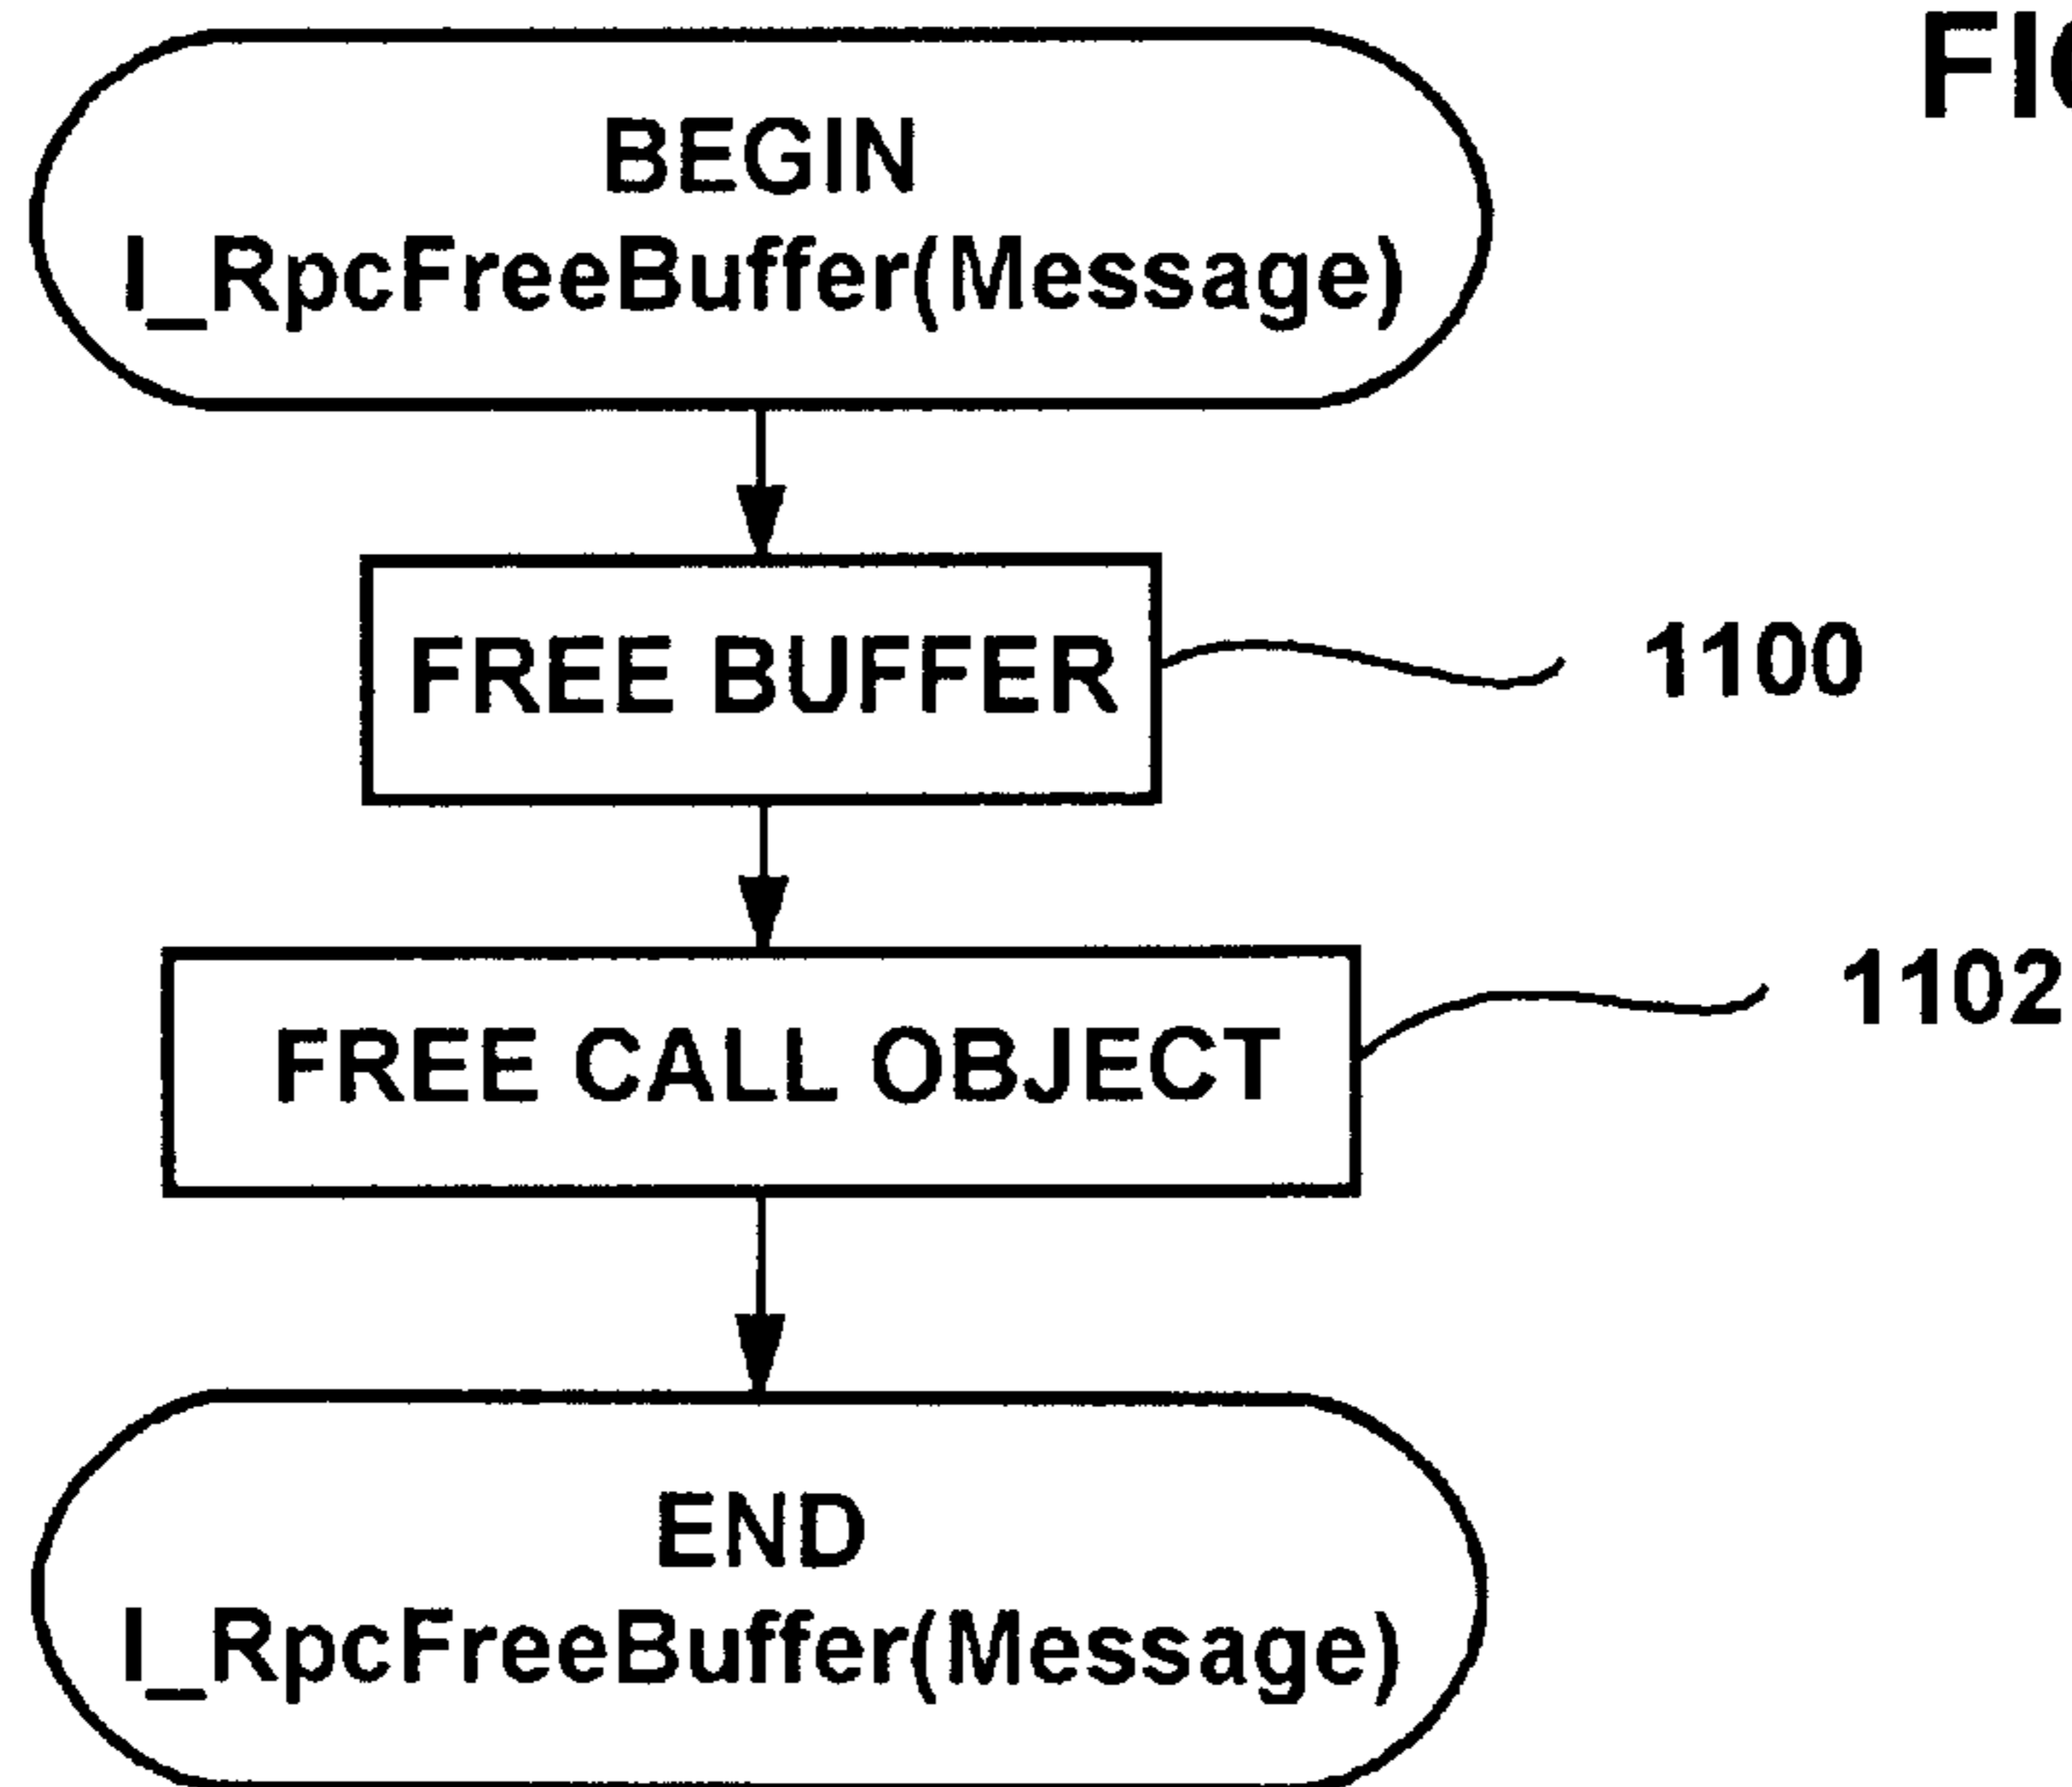 BEGIN
I_RpcFreeBuffer(Message)
FREE BUFFER
1100
FREE CALL OBJECT
1102
END
I_RpcFreeBuffer(Message)